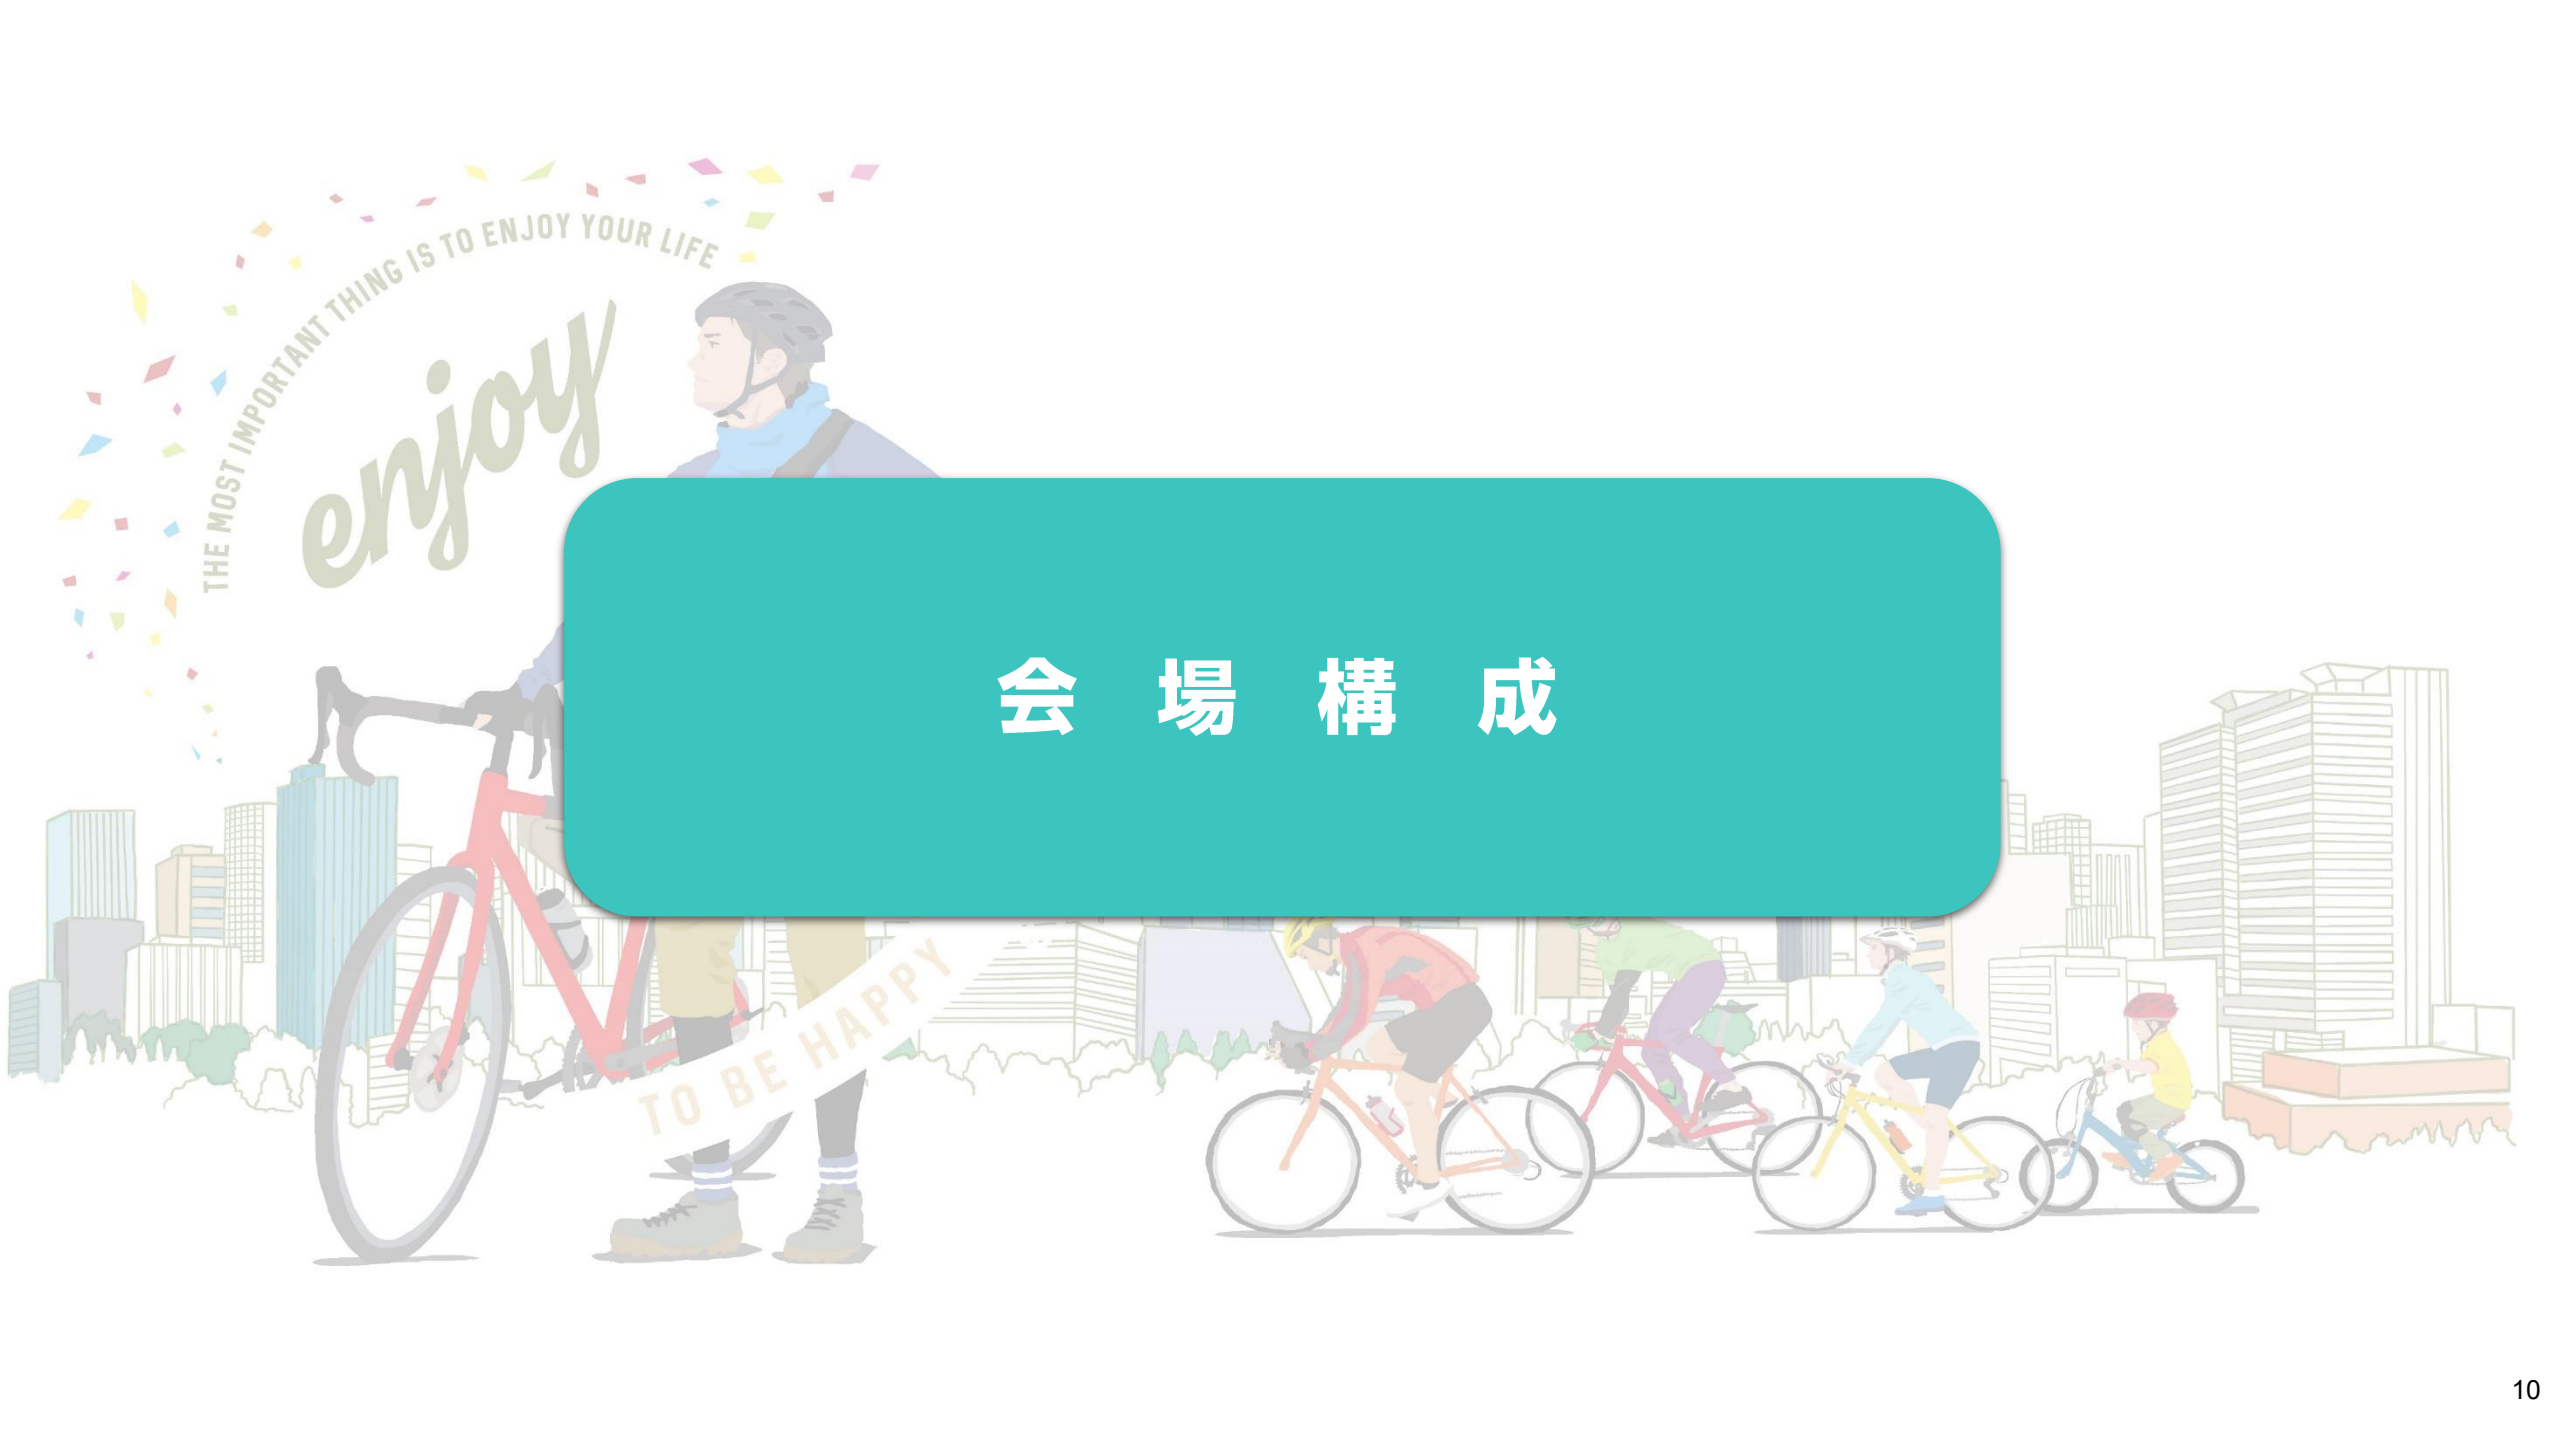 THE MOST IMPORTANT THING IS TO ENJOY YOUR LIFE
enjoy
会場構成
TO BE HAPPY
10